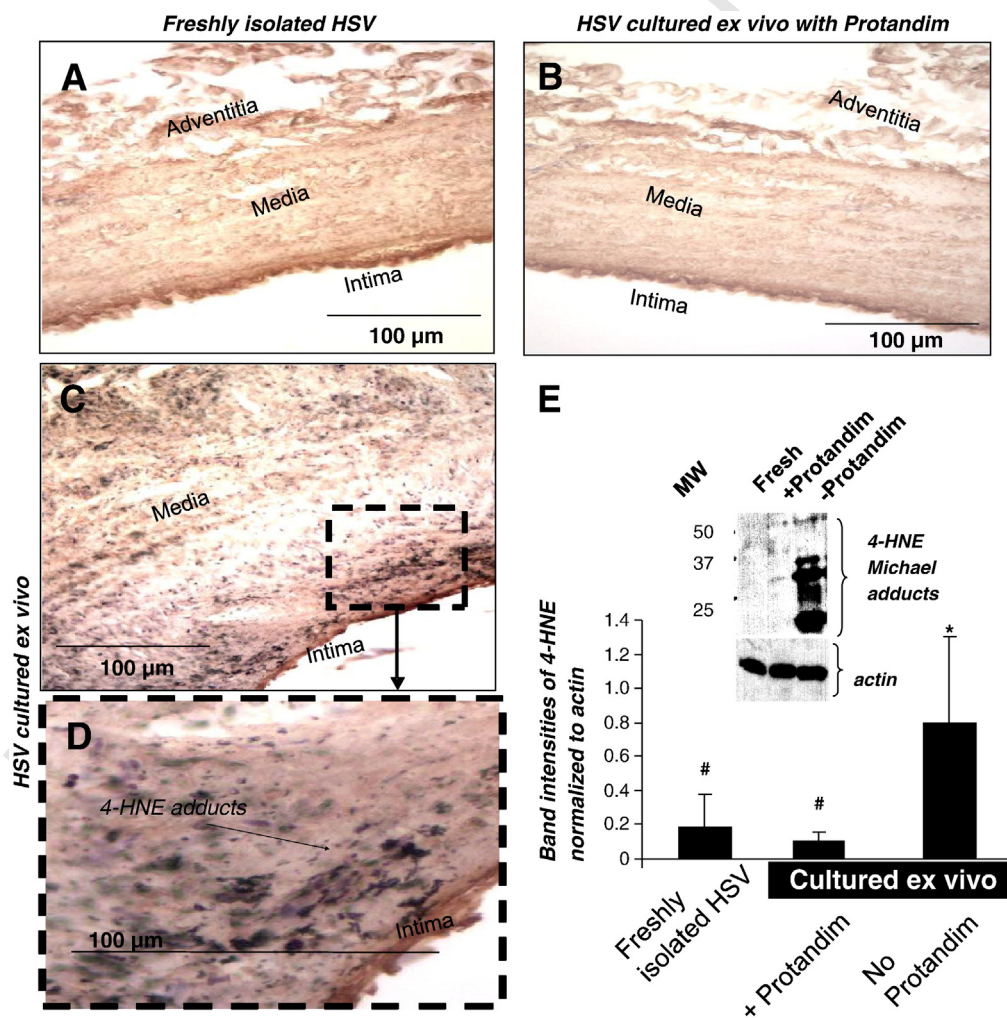 Freshly isolated HSV
HSV cultured ex vivo with Protandim
A
Adventitia
Media
Intima
100 µm
B
Adventitia
Media
Intima
100 µm
HSV cultured ex vivo
C
Media
Intima
100 µm
D
4-HNE adducts
Intima
100 µm
E
MW
Fresh
+Protandim
-Protandim
50
37
25
4-HNE
Michael
adducts
actin
Band intensities of 4-HNE
normalized to actin
1.4
1.2
1.0
0.8
0.6
0.4
0.2
0
#
#
*
Freshly
isolated HSV
Cultured ex vivo
+ Protandim
No
Protandim